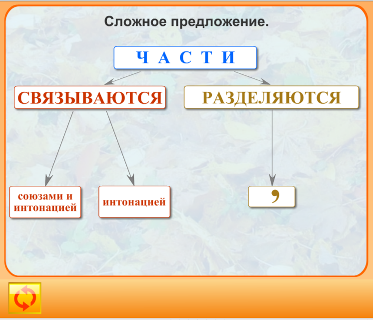 Сложное предложение.
Ч А С Т И
СВЯЗЫВАЮТСЯ
РАЗДЕЛЯЮТСЯ
союзами и
интонацией
интонацией
,